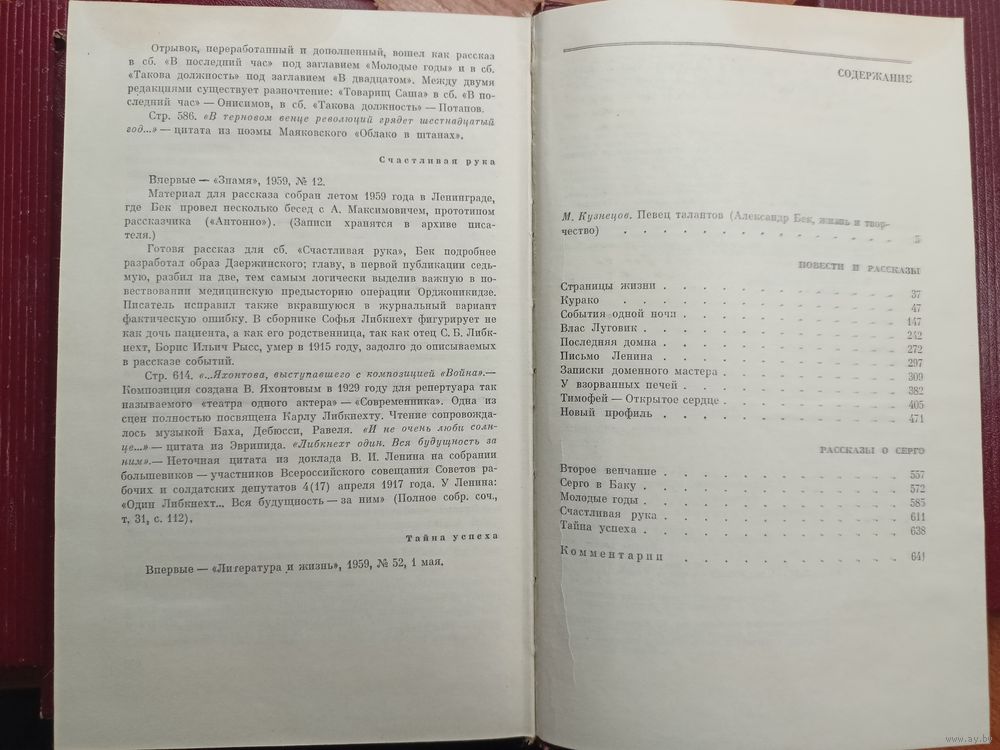 Отрывок, переработанный и дополненный, вошел как рассказ
в сб. «В последний час» под заглавием «Молодые годы» и в сб.
«Такова должность» под заглавием «В двадцатом». Между двумя
редакциями существует разночтение: «Товарищ Саша» в сб. «В по-
следний час» — Онисимов, в сб. «Такова должность» — Потапов.
Стр. 586. «В терновом венце революций грядет шестнадцатый
год...» — цитата из поэмы Маяковского «Облако в штанах».
Счастливая рука
Впервые — «Знамя», 1959, № 12.
Материал для рассказа собран летом 1959 года в Ленинграде,
где Бек провел несколько бесед с А. Максимовичем, прототипом
рассказчика («Антонио»). (Записи хранятся в архиве писа-
теля.)
Готовя рассказ для сб. «Счастливая рука», Бек подробнее
разработал образ Дзержинского; главу, в первой публикации седь-
мую, разбил на две, тем самым логически выделив важную в по-
вествовании медицинскую предысторию операции Орджоникидзе.
Писатель исправил также вкравшуюся в журнальный вариант
фактическую ошибку. В сборнике Софья Либкнехт фигурирует не
как дочь пациента, а как его родственница, так как отец С. Б. Либк-
нехт, Борис Ильич Рысс, умер в 1915 году, задолго до описываемых
в рассказе событий.
Стр. 614. «...Яхонтова, выступавшего с композицией «Война».—
Композиция создана В. Яхонтовым в 1929 году для репертуара так
называемого «театра одного актера» — «Современника». Одна из
сцен полностью посвящена Карлу Либкнехту. Чтение сопровожда-
лось музыкой Баха, Дебюсси, Равеля. «И не очень люби солн-
це...» — цитата из Эврипида. «Либкнехт один. Вся будущность за
ним».— Неточная цитата из доклада В. И. Ленина на собрании
большевиков — участников Всероссийского совещания Советов ра-
бочих и солдатских депутатов 4(17) апреля 1917 года. У Ленина:
«Один Либкнехт... Вся будущность — за ним» (Полное собр. соч.,
т, 31, с. 112).
Тайна успеха
Впервые — «Литература и жизнь», 1959, № 52, 1 мая.
СОДЕРЖАНИЕ
М. Кузнецов. Певец талантов (Александр Бек, жизнь и твор-
чество) . . . . . . . . . . . . . . 5
ПОВЕСТИ И РАССКАЗЫ
Страницы жизни . . . . . . . . . . . . 37
Курако . . . . . . . . . . . . . . 47
События одной ночи . . . . . . . . . . . 147
Влас Луговик . . . . . . . . . . . . . 242
Последняя домна . . . . . . . . . . . . 272
Письмо Ленина . . . . . . . . . . . . 297
Записки доменного мастера . . . . . . . . . 309
У взорванных печей . . . . . . . . . . . 382
Тимофей — Открытое сердце . . . . . . . . . 405
Новый профиль . . . . . . . . . . . . 471
РАССКАЗЫ О СЕРГО
Второе венчание . . . . . . . . . . . . 557
Серго в Баку . . . . . . . . . . . . . 572
Молодые годы . . . . . . . . . . . . . 585
Счастливая рука . . . . . . . . . . . . 611
Тайна успеха . . . . . . . . . . . . . 638
Комментарии . . . . . . . . . . . . 641
www.ay.by